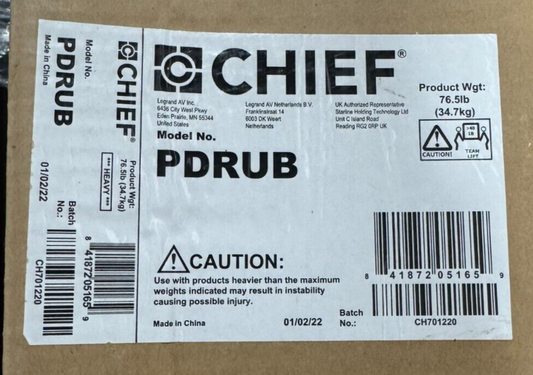 CHIEF®
Legrand AV Inc.
6436 City West Pkwy
Eden Prairie, MN 55344
United States
Legrand AV Netherlands B.V.
Franklinstraat 14
6003 DK Weert
Netherlands
UK Authorized Representative
Starline Holding Technology Ltd
Unit C Island Road
Reading RG2 0RP UK
Product Wgt:
76.5lb
(34.7kg)
CAUTION!
>40
LB
TEAM
LIFT
Model No.
PDRUB
CAUTION:
Use with products heavier than the maximum
weights indicated may result in instability
causing possible injury.
Made in China
01/02/22
8 41872 05165 9
Batch
No.:
CH701220
CHIEF®
Model No.
PDRUB
Made in China
Product Wgt:
76.5lb (34.7kg)
*** HEAVY ***
01/02/22
8 41872 05165 9
Batch
No.:
CH701220